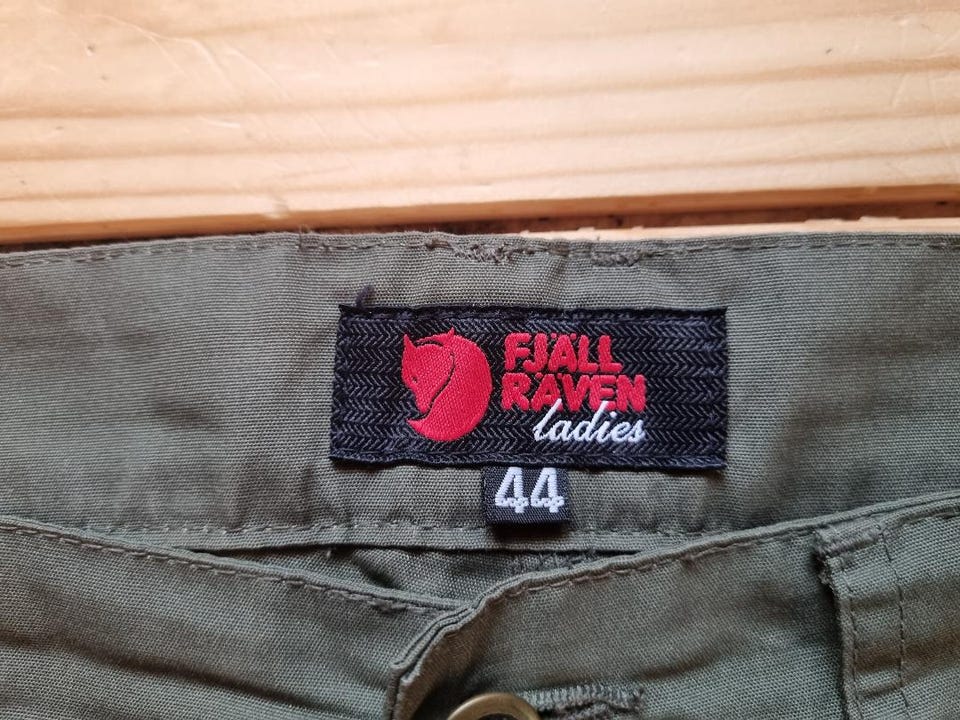 FJÄLL
RÄVEN
ladies
44